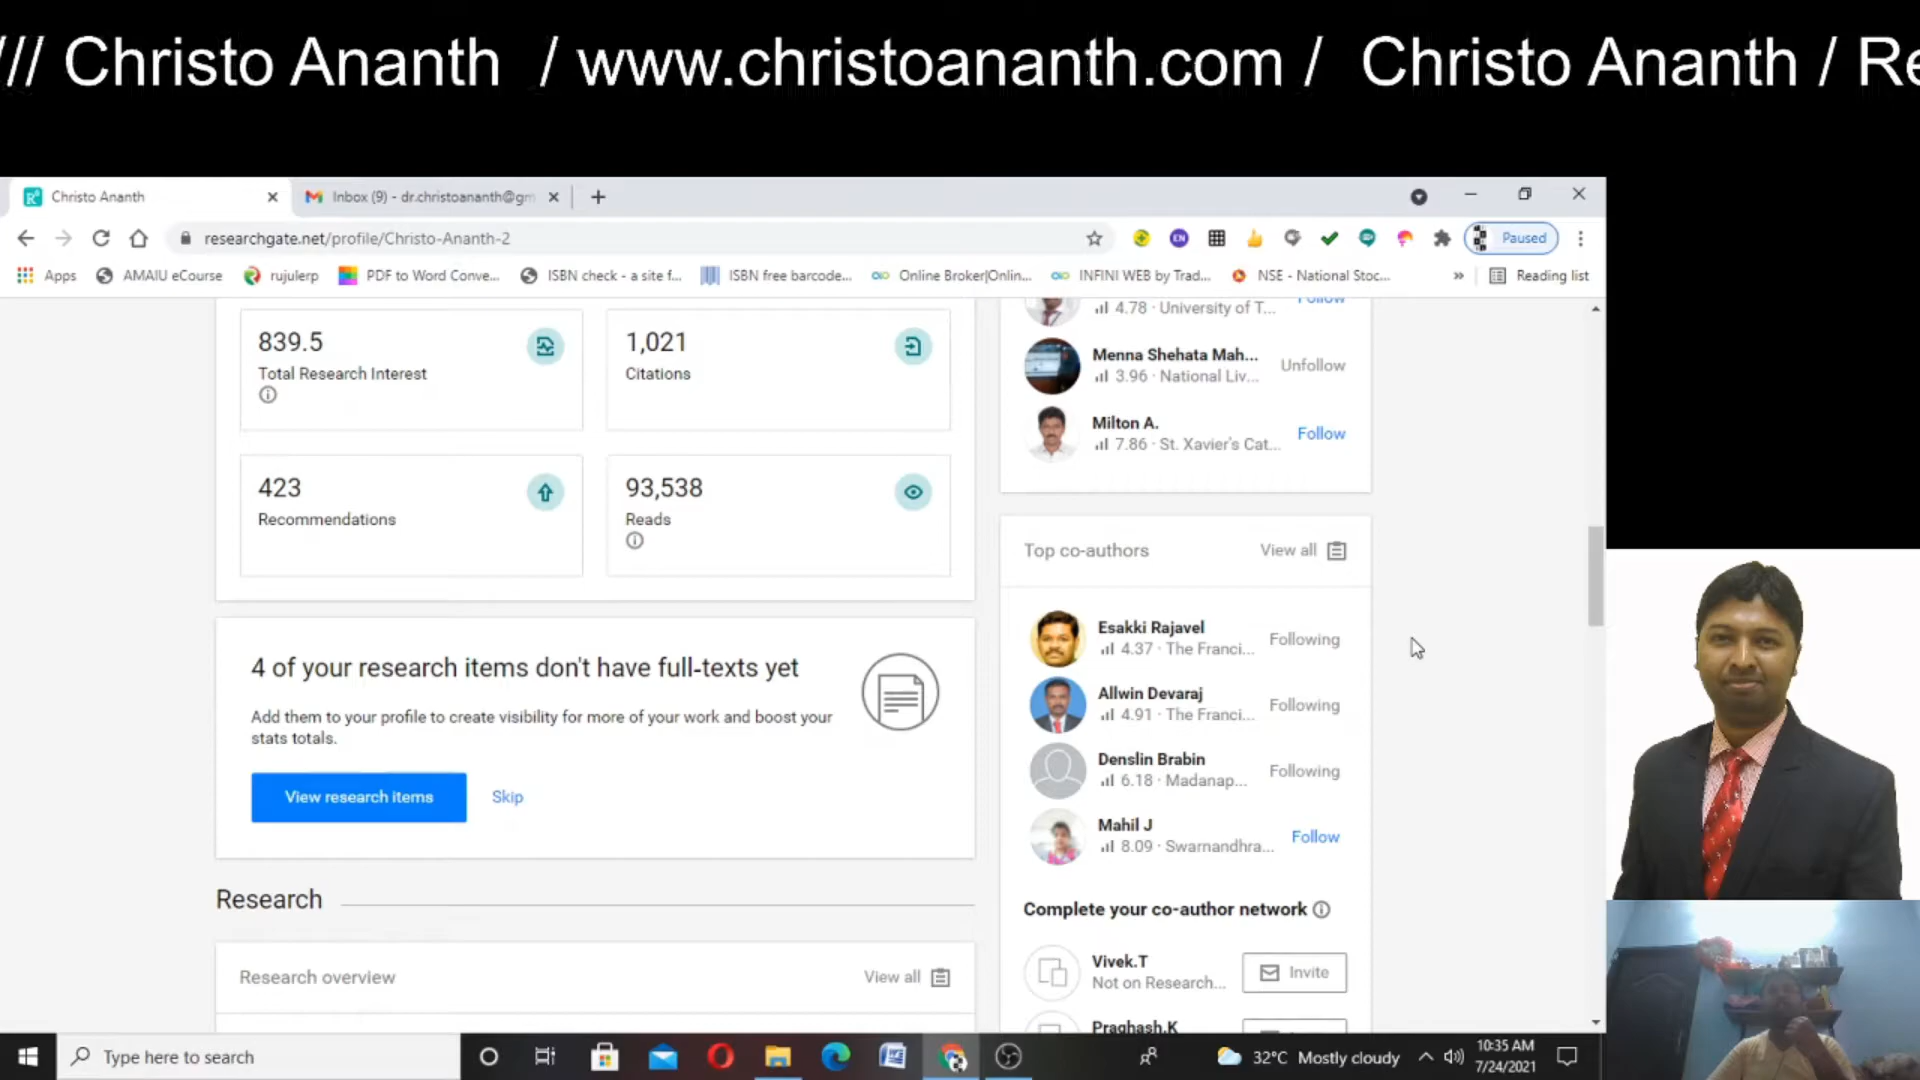 /// Christo Ananth / www.christoananth.com / Christo Ananth / Re
Christo Ananth
Inbox (9) - dr.christoananth@gm
researchgate.net/profile/Christo-Ananth-2
Paused
Apps
AMAIU eCourse
rujulerp
PDF to Word Conve...
ISBN check - a site f...
ISBN free barcode...
Online Broker|Onlin...
INFINI WEB by Trad...
NSE - National Stoc...
»
Reading list
839.5
Total Research Interest
1,021
Citations
423
Recommendations
93,538
Reads
4 of your research items don't have full-texts yet
Add them to your profile to create visibility for more of your work and boost your
stats totals.
View research items
Skip
Research
Research overview
View all
4.78 · University of T...
Follow
Menna Shehata Mah...
3.96 · National Liv...
Unfollow
Milton A.
7.86 · St. Xavier's Cat...
Follow
Top co-authors
View all
Esakki Rajavel
4.37 · The Franci...
Following
Allwin Devaraj
4.91 · The Franci...
Following
Denslin Brabin
6.18 · Madanap...
Following
Mahil J
8.09 · Swarnandhra...
Follow
Complete your co-author network
Vivek.T
Not on Research...
Invite
Praghash.K
Type here to search
32°C Mostly cloudy
10:35 AM
7/24/2021